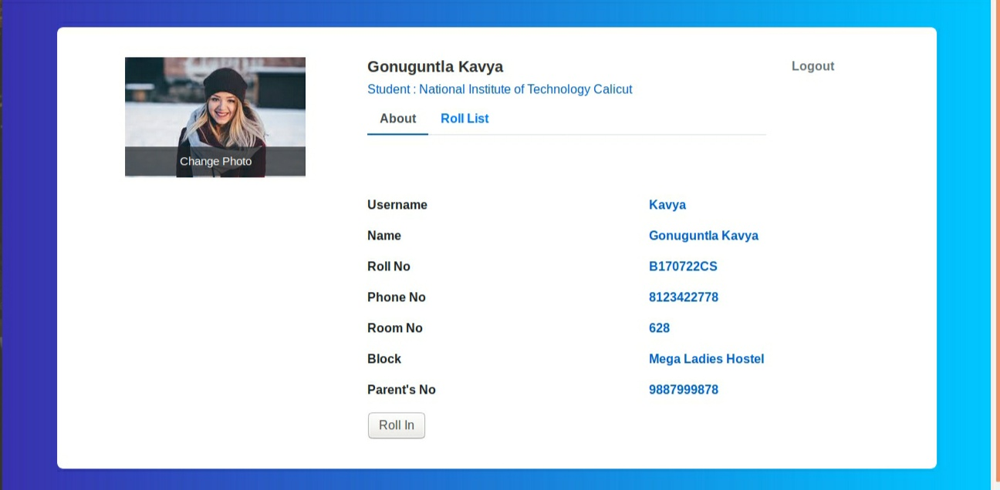 Gonuguntla Kavya
Logout
Student : National Institute of Technology Calicut
About Roll List
Change Photo
Username Kavya
Name Gonuguntla Kavya
Roll No B170722CS
Phone No 8123422778
Room No 628
Block Mega Ladies Hostel
Parent's No 9887999878
Roll In